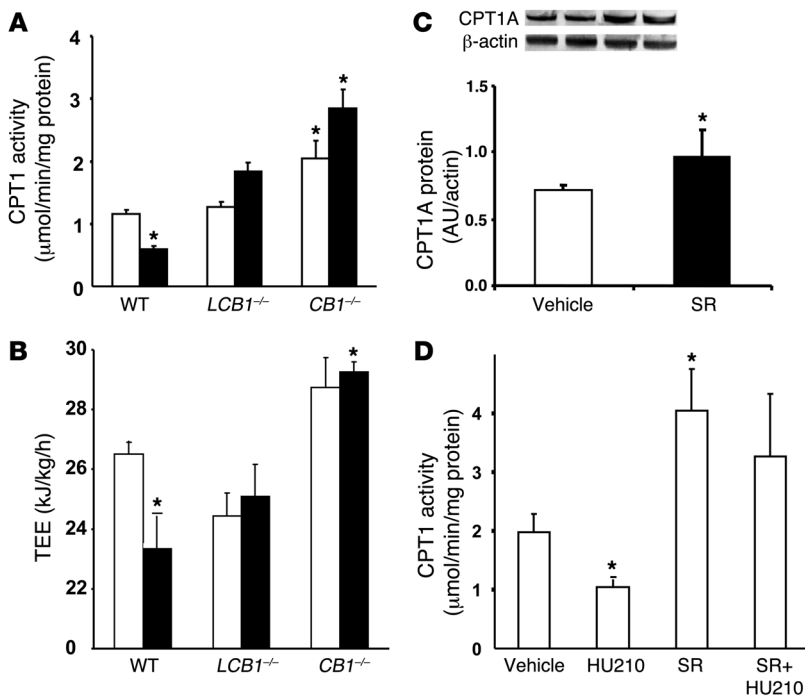 A
CPT1 activity
(μmol/min/mg protein)
4
3
2
1
0
*
*
*
WT
LCB1–/–
CB1–/–
B
TEE (kJ/kg/h)
30
28
26
24
22
0
*
*
WT
LCB1–/–
CB1–/–
C
CPT1A
β-actin
CPT1A protein
(AU/actin)
1.5
1.0
0.5
0.0
*
Vehicle
SR
D
CPT1 activity
(μmol/min/mg protein)
4
3
2
1
0
*
*
Vehicle
HU210
SR
SR+
HU210